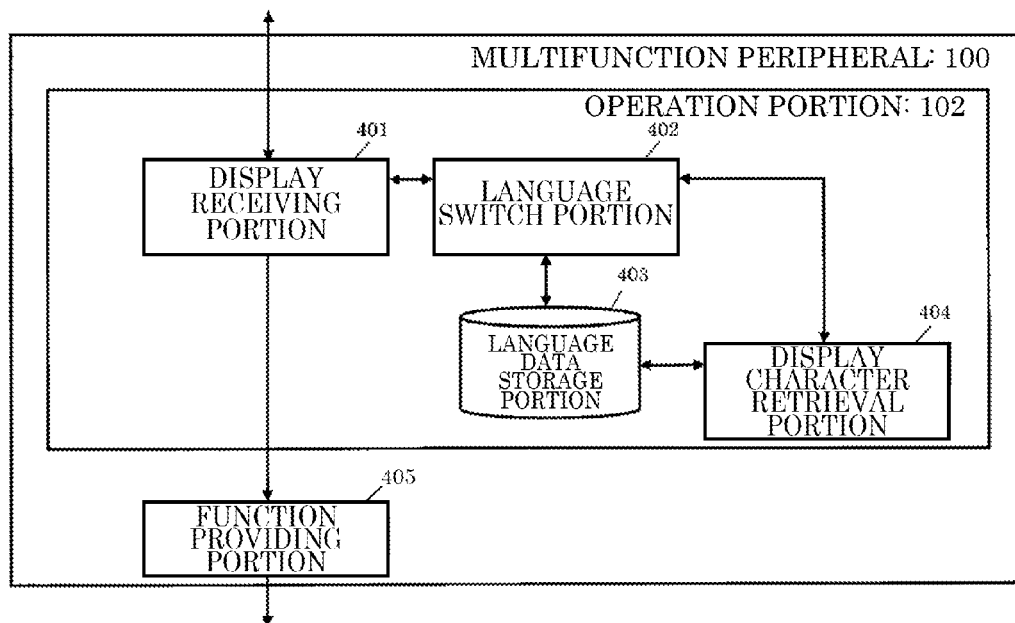 MULTIFUNCTION PERIPHERAL: 100
OPERATION PORTION: 102
401
DISPLAY
RECEIVING
PORTION
402
LANGUAGE
SWITCH PORTION
403
LANGUAGE
DATA
STORAGE
PORTION
404
DISPLAY
CHARACTER
RETRIEVAL
PORTION
405
FUNCTION
PROVIDING
PORTION